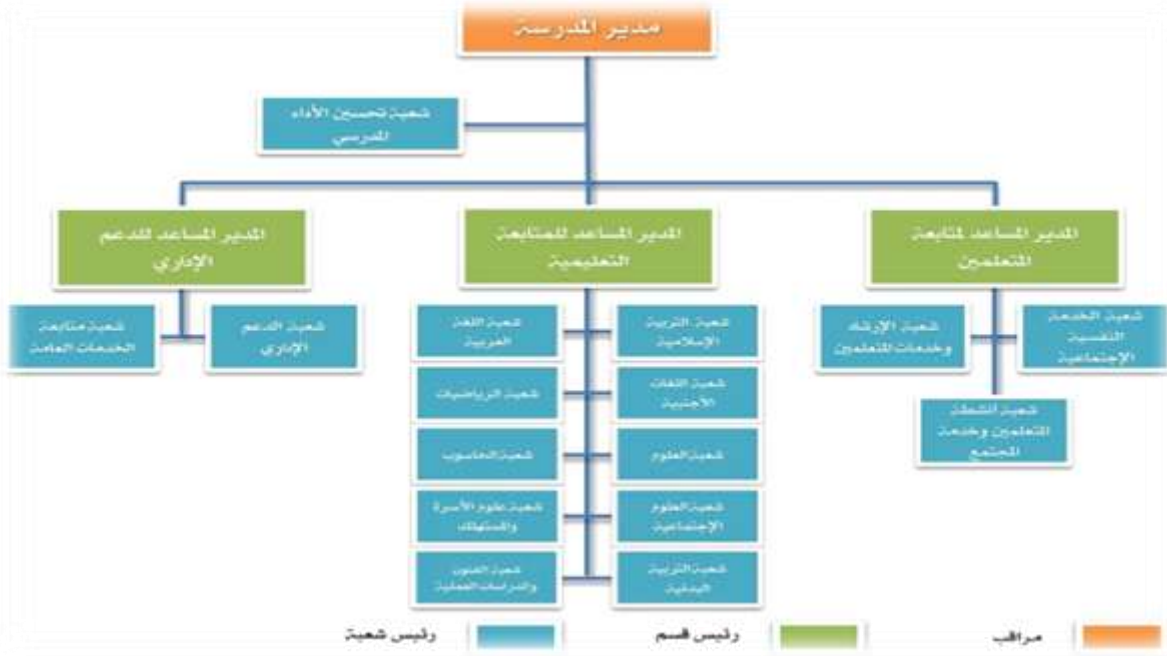 مدير المدرسة
شعبة تحسين الأداء
المدرسي
المدير المساعد لمتابعة
المتعلمين
المدير المساعد للمتابعة
التعليمية
المدير المساعد للدعم
الإداري
شعبة الخدمة
النفسية
الإجتماعية
شعبة الإرشاد
وخدمات المتعلمين
شعبة أنشطة
المتعلمين وخدمة
المجتمع
شعبة التربية
الإسلامية
شعبة اللغة
العربية
شعبة اللغات
الأجنبية
شعبة الرياضيات
شعبة العلوم
شعبة الحاسوب
شعبة العلوم
الإجتماعية
شعبة علوم الأسرة
والمستهلك
شعبة التربية
البدنية
شعبة الفنون
والدراسات العملية
شعبة الدعم
الإداري
شعبة متابعة
الخدمات العامة
مراقب
رئيس قسم
رئيس شعبة